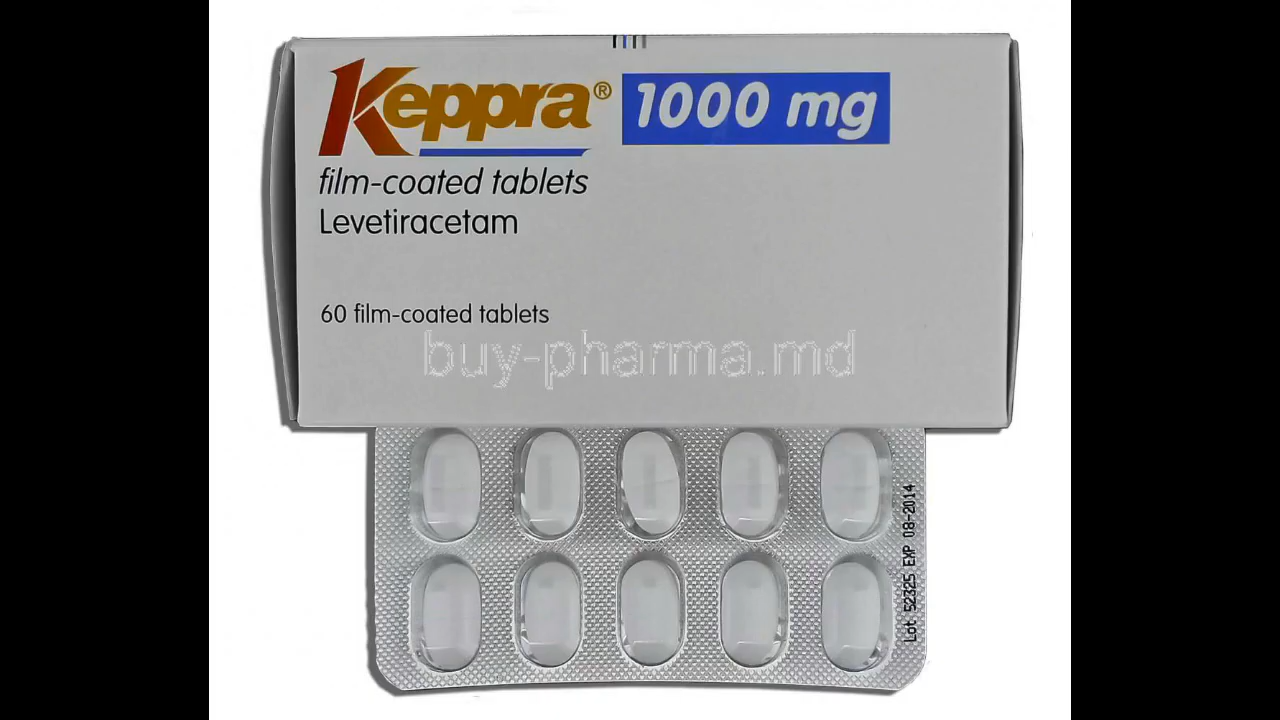 Keppra® 1000 mg
film-coated tablets
Levetiracetam
60 film-coated tablets
buy-pharma.md
Lot 52325 EXP 08-2014